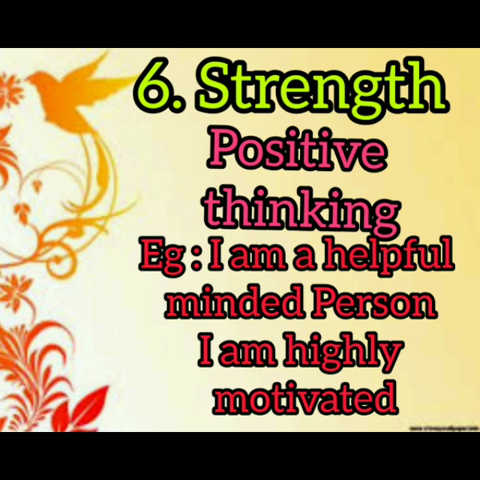 6. Strength
Positive
thinking
Eg : I am a helpful
minded Person
I am highly
motivated